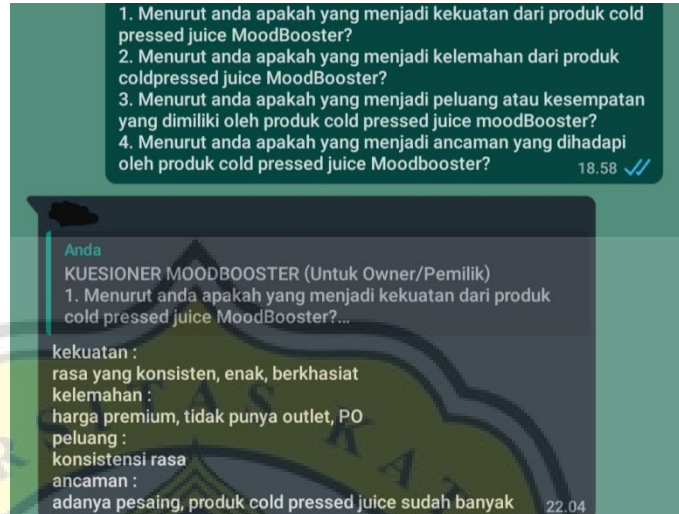 1. Menurut anda apakah yang menjadi kekuatan dari produk cold
pressed juice MoodBooster?
2. Menurut anda apakah yang menjadi kelemahan dari produk
coldpressed juice MoodBooster?
3. Menurut anda apakah yang menjadi peluang atau kesempatan
yang dimiliki oleh produk cold pressed juice moodBooster?
4. Menurut anda apakah yang menjadi ancaman yang dihadapi
oleh produk cold pressed juice Moodbooster?
18.58
Anda
KUESIONER MOODBOOSTER (Untuk Owner/Pemilik)
1. Menurut anda apakah yang menjadi kekuatan dari produk
cold pressed juice MoodBooster?...
kekuatan :
rasa yang konsisten, enak, berkhasiat
kelemahan :
harga premium, tidak punya outlet, PO
peluang :
konsistensi rasa
ancaman :
adanya pesaing, produk cold pressed juice sudah banyak
22.04